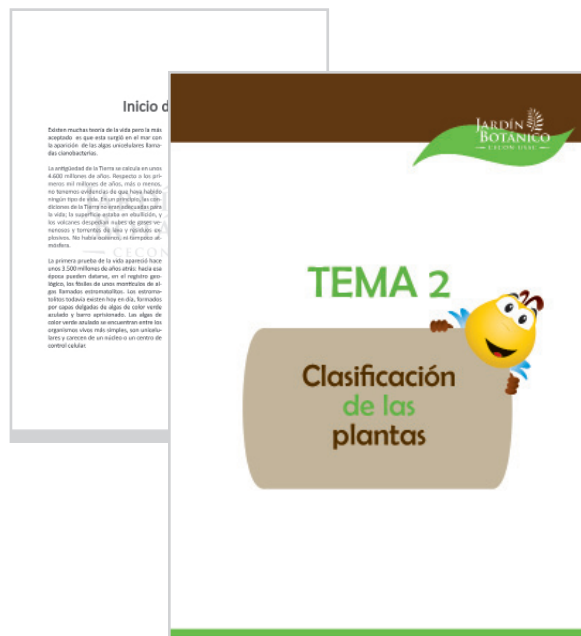 Inicio d
Existen muchas teoría de la vida pero la más
aceptado es que esta surgió en el mar con
la aparición de las algas unicelulares llama-
das cianobacterias.
La antigüedad de la Tierra se calcula en unos
4.600 millones de años. Respecto a los pri-
meros mil millones de años, más o menos,
no tenemos evidencias de que haya habido
ningún tipo de vida. En un principio, las con-
diciones de la Tierra no eran adecuadas para
la vida; la superficie estaba en ebullición, y
los volcanes despedían nubes de gases ve-
nenosos y torrentes de lava y residuos ex-
plosivos. No había océanos, ni tampoco at-
mósfera.
CECON
La primera prueba de la vida apareció hace
unos 3.500 millones de años atrás: hacia esa
época pueden datarse, en el registro geo-
lógico, los fósiles de unos montículos de al-
gas llamados estromatolitos. Los estroma-
tolitos todavía existen hoy en día, formados
por capas delgadas de algas de color verde
azulado y barro aprisionado. Las algas de
color verde azulado se encuentran entre los
organismos vivos más simples, son unicelu-
lares y carecen de un núcleo o un centro de
control celular.
JARDÍN
BOTÁNICO
CECON USAC
TEMA 2
Clasificación
de las
plantas